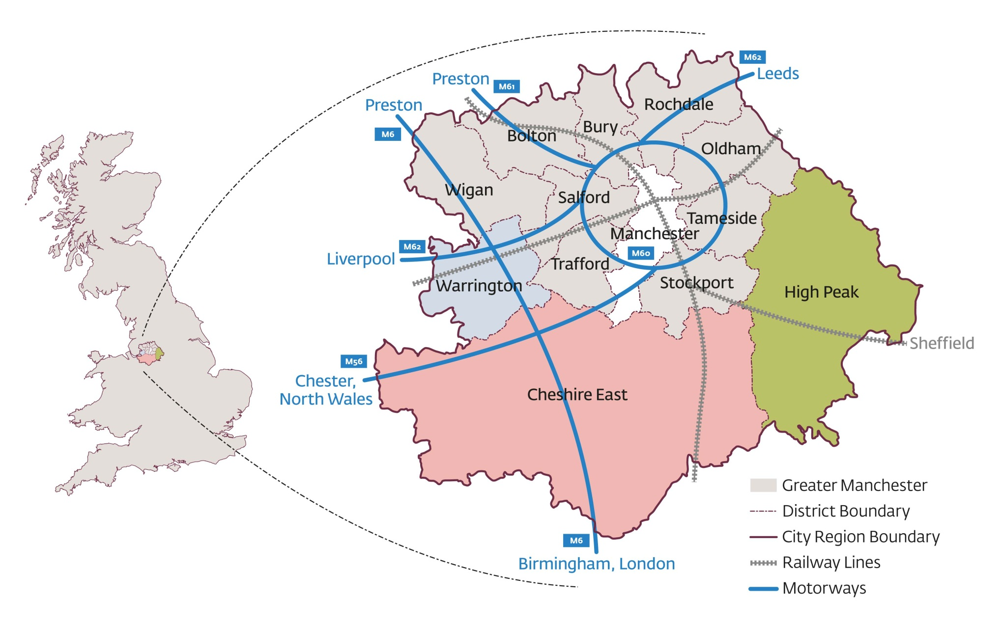 M62
Leeds
Preston
M61
Preston
M6
Rochdale
Bury
Bolton
Oldham
Wigan
Salford
Tameside
Manchester
M62
Liverpool
M60
Trafford
Warrington
Stockport
High Peak
Sheffield
M56
Chester,
North Wales
Cheshire East
M6
Birmingham, London
Greater Manchester
District Boundary
City Region Boundary
Railway Lines
Motorways